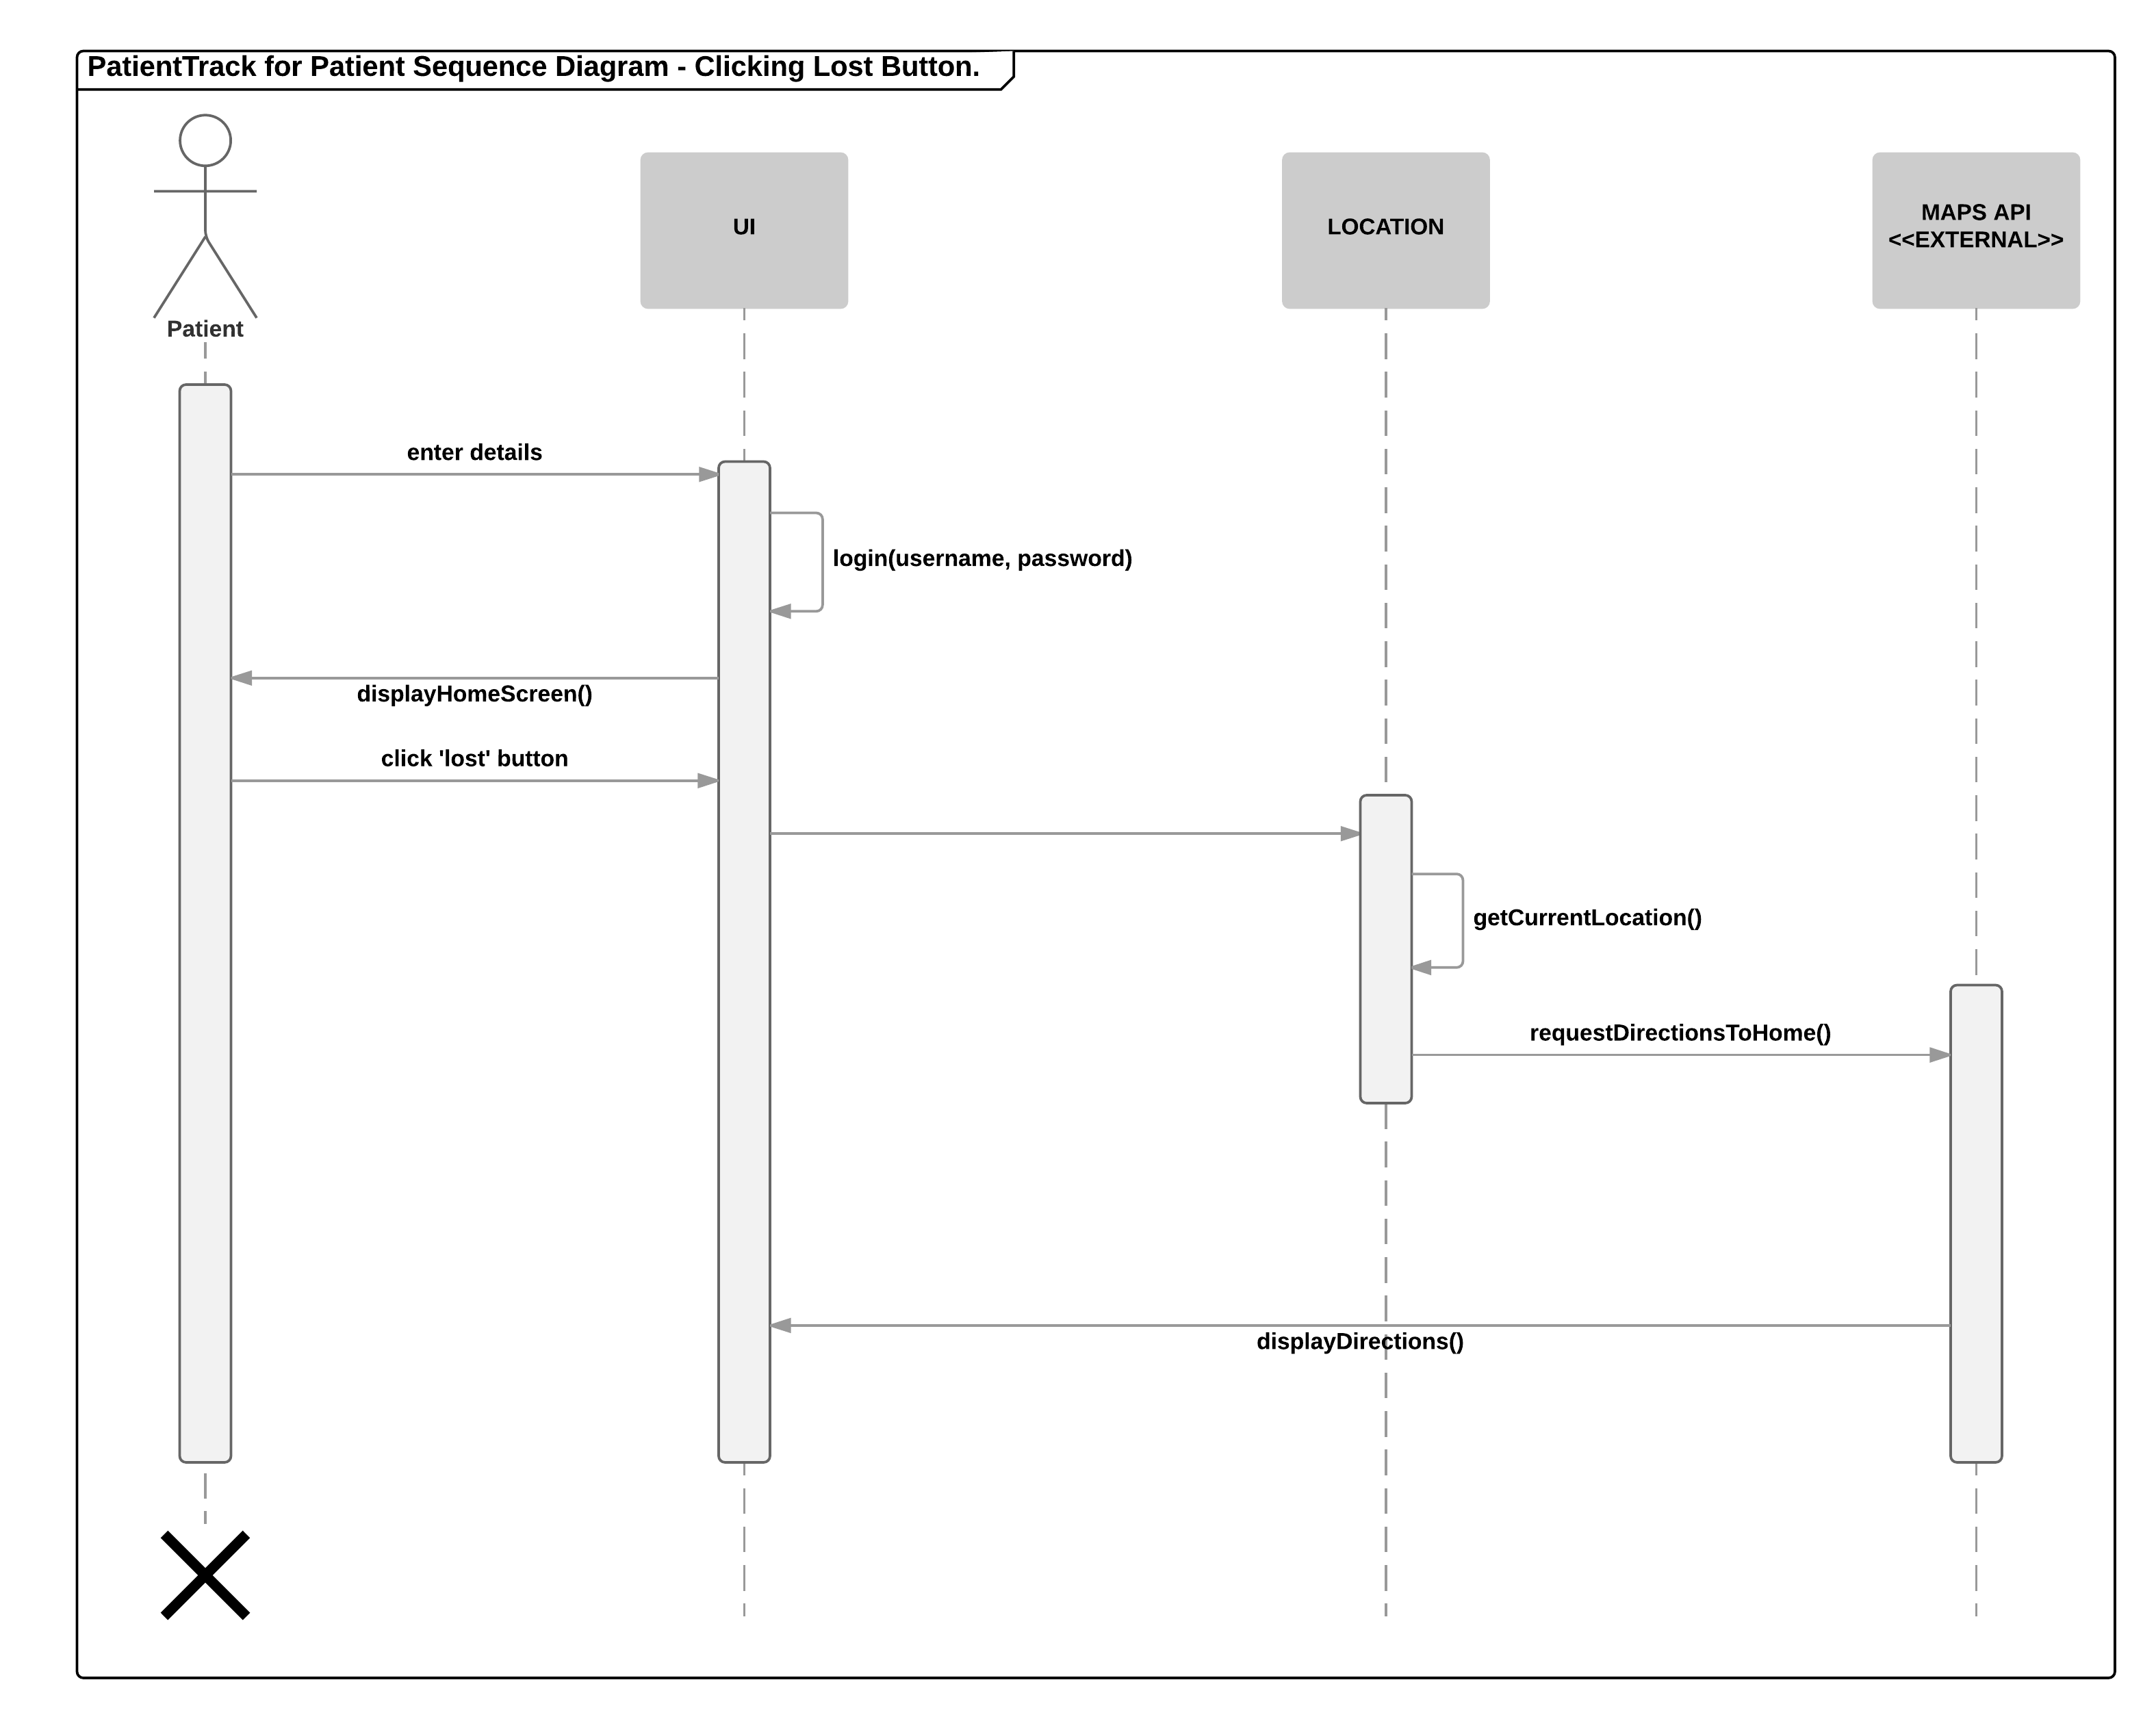 PatientTrack for Patient Sequence Diagram - Clicking Lost Button.
Patient
UI
LOCATION
MAPS API
<<EXTERNAL>>
enter details
login(username, password)
displayHomeScreen()
click 'lost' button
getCurrentLocation()
requestDirectionsToHome()
displayDirections()